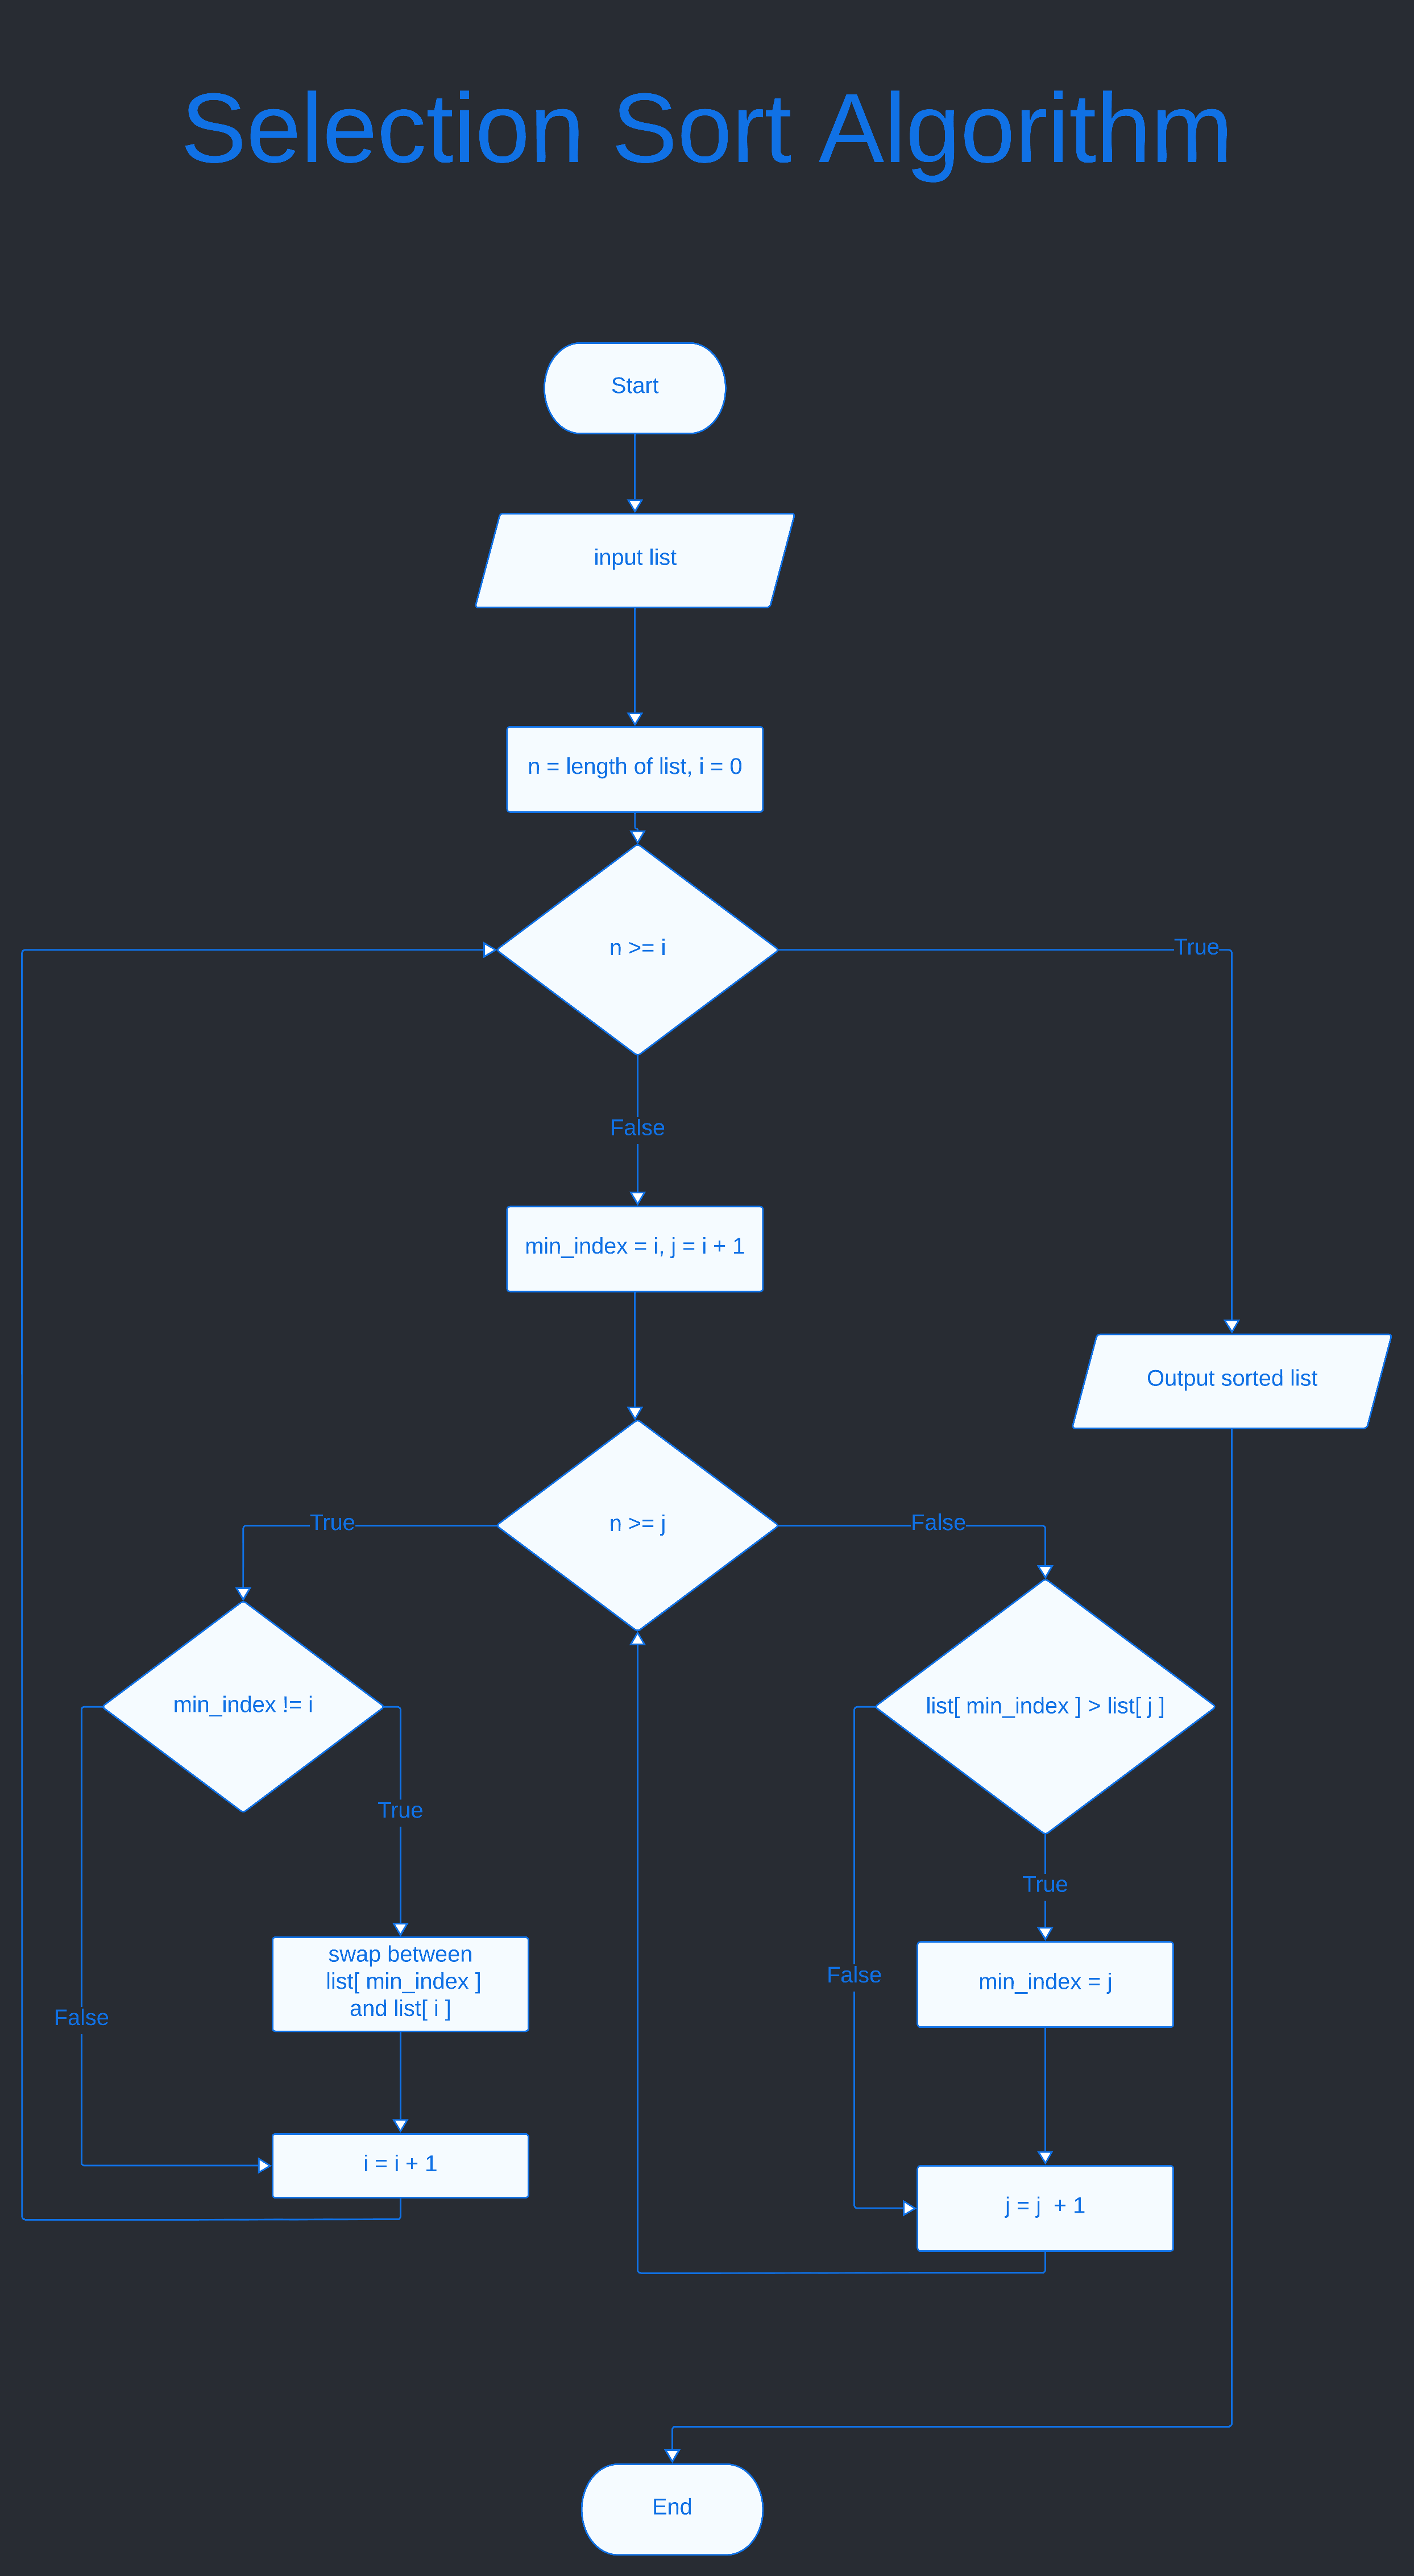 Selection Sort Algorithm
Start
input list
n = length of list, i = 0
n >= i
True
False
min_index = i, j = i + 1
Output sorted list
n >= j
True
False
min_index != i
list[ min_index ] > list[ j ]
True
True
swap between
list[ min_index ]
and list[ i ]
False
min_index = j
False
i = i + 1
j = j  + 1
End